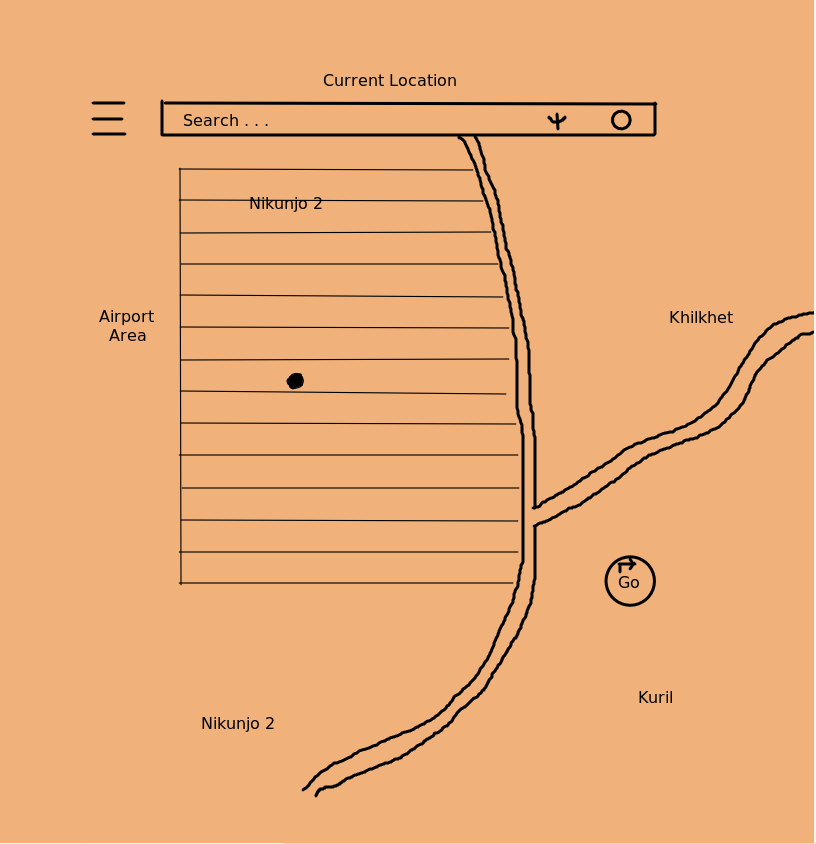 Current Location
Search . . .
Nikunjo 2
Airport
Area
Khilkhet
Go
Kuril
Nikunjo 2